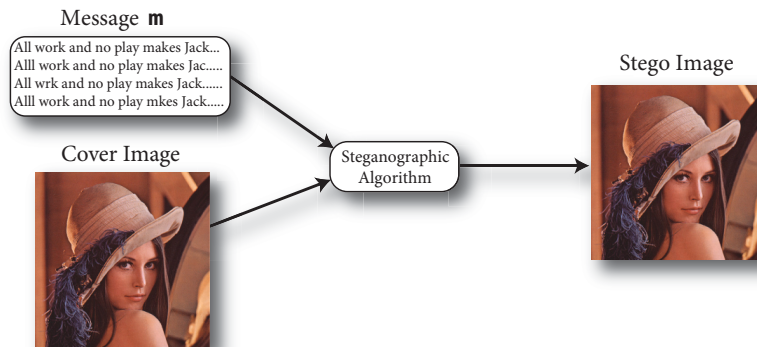 Message m
All work and no play makes Jack...
Alll work and no play makes Jac.....
All wrk and no play makes Jack......
Alll work and no play mkes Jack.....
Stego Image
Cover Image
Steganographic
Algorithm